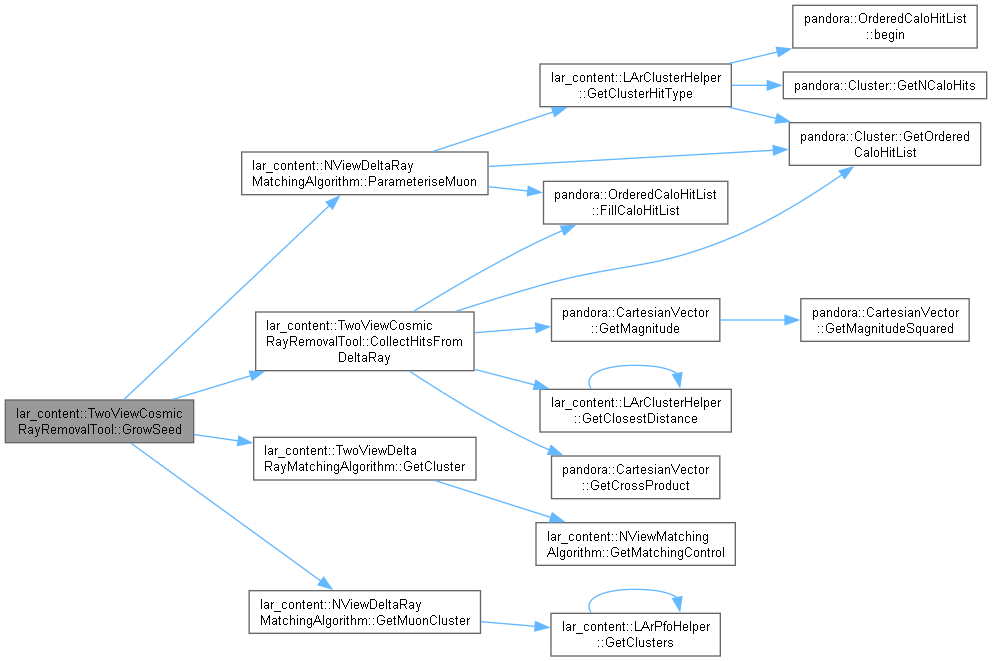 pandora::OrderedCaloHitList
::begin
lar_content::LArClusterHelper
::GetClusterHitType
pandora::Cluster::GetNCaloHits
pandora::Cluster::GetOrdered
CaloHitList
lar_content::NViewDeltaRay
MatchingAlgorithm::ParameteriseMuon
pandora::OrderedCaloHitList
::FillCaloHitList
lar_content::TwoViewCosmic
RayRemovalTool::CollectHitsFrom
DeltaRay
pandora::CartesianVector
::GetMagnitude
pandora::CartesianVector
::GetMagnitudeSquared
lar_content::LArClusterHelper
::GetClosestDistance
lar_content::TwoViewCosmic
RayRemovalTool::GrowSeed
lar_content::TwoViewDelta
RayMatchingAlgorithm::GetCluster
pandora::CartesianVector
::GetCrossProduct
lar_content::NViewMatching
Algorithm::GetMatchingControl
lar_content::NViewDeltaRay
MatchingAlgorithm::GetMuonCluster
lar_content::LArPfoHelper
::GetClusters